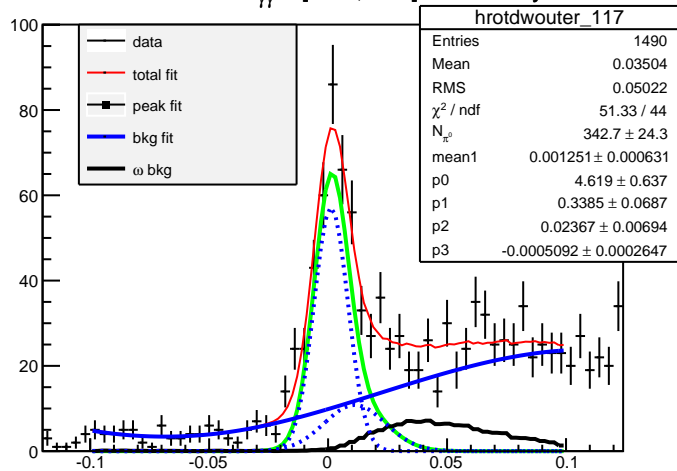 hrotdwouter_117
Entries 1490
Mean 0.03504
RMS 0.05022
χ² / ndf 51.33 / 44
N_π⁰ 342.7 ± 24.3
mean1 0.001251 ± 0.000631
p0 4.619 ± 0.637
p1 0.3385 ± 0.0687
p2 0.02367 ± 0.00694
p3 -0.0005092 ± 0.0002647
data
total fit
peak fit
bkg fit
ω bkg
100
80
60
40
20
0
-0.1 -0.05 0 0.05 0.1